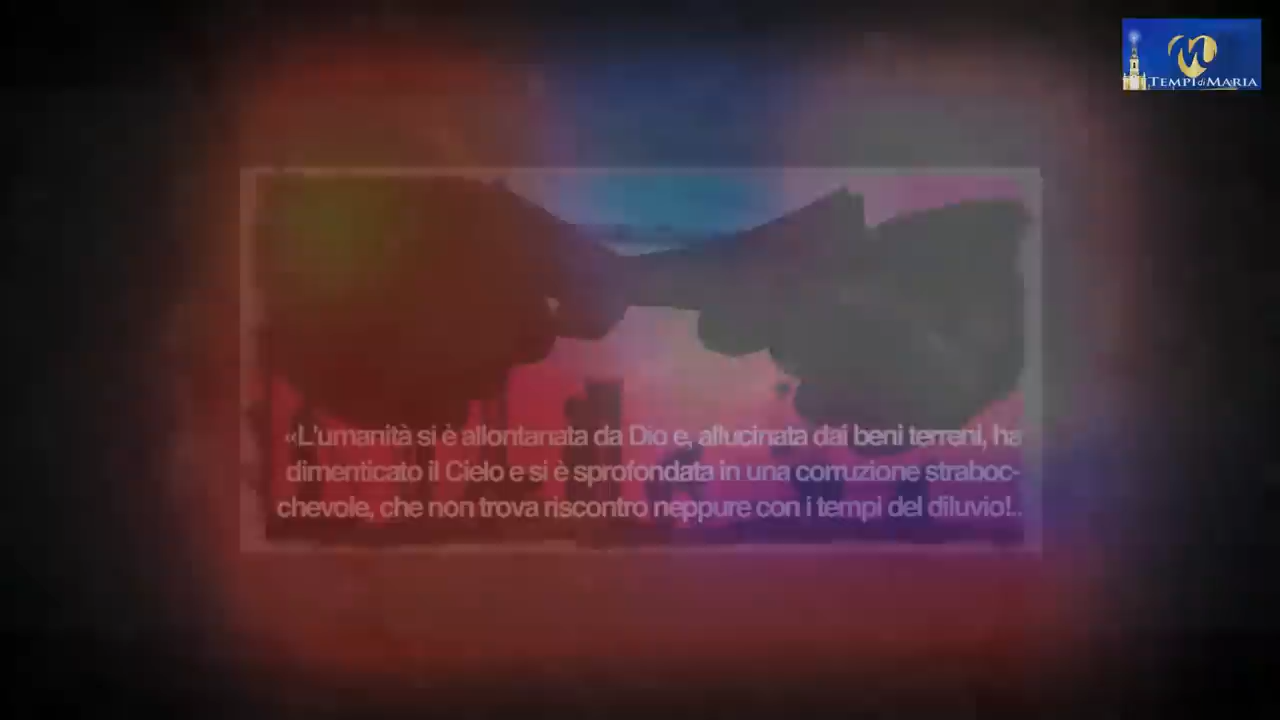 TEMPI di MARIA
«L'umanità si è allontanata da Dio e, allucinata dai beni terreni, ha
dimenticato il Cielo e si è sprofondata in una corruzione straboc-
chevole, che non trova riscontro neppure con i tempi del diluvio!..